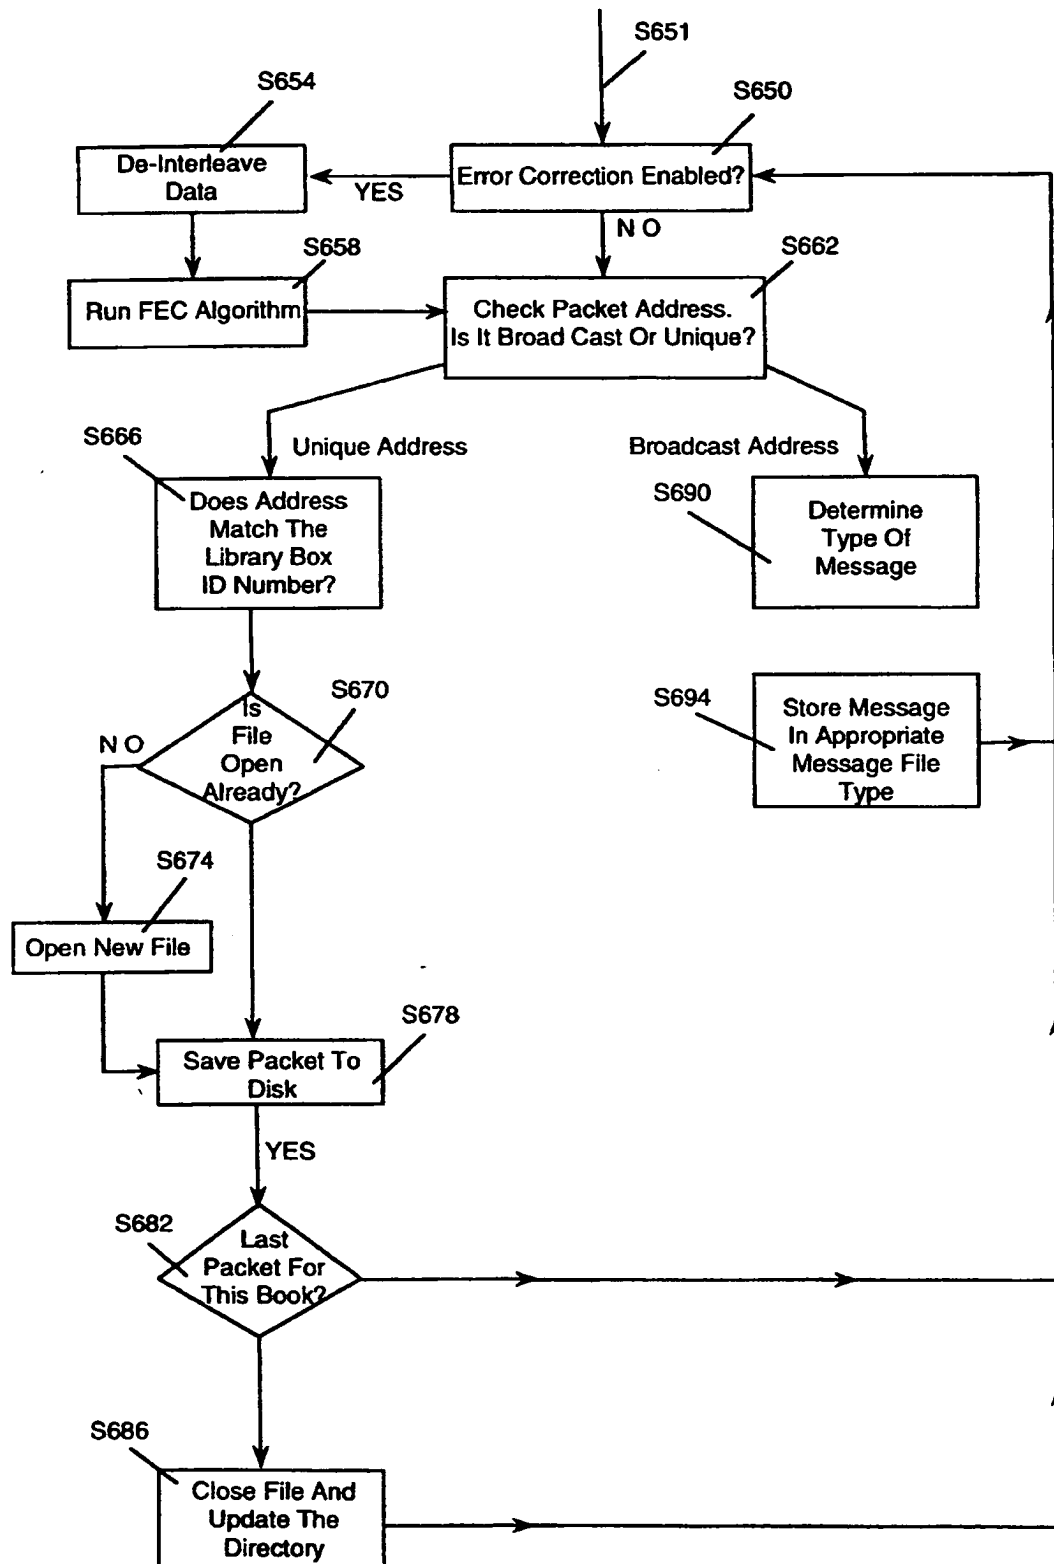 S651
S654
S650
De-Interleave
Data
YES
Error Correction Enabled?
N O
S658
S662
Run FEC Algorithm
Check Packet Address.
Is It Broad Cast Or Unique?
S666
Unique Address
Broadcast Address
Does Address
Match The
Library Box
ID Number?
S690
Determine
Type Of
Message
S670
Is
File
Open
Already?
N O
S694
Store Message
In Appropriate
Message File
Type
S674
Open New File
S678
Save Packet To
Disk
YES
S682
Last
Packet For
This Book?
S686
Close File And
Update The
Directory